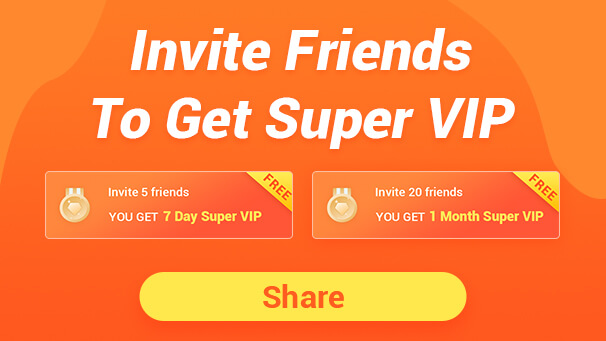 Invite Friends
To Get Super VIP
FREE
Invite 5 friends
YOU GET 7 Day Super VIP
FREE
Invite 20 friends
YOU GET 1 Month Super VIP
Share